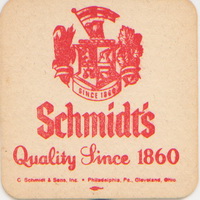 SINCE 1860
Schmidt's
Quality Since 1860
C. Schmidt & Sons, Inc. • Philadelphia, Pa., Cleveland, Ohio.